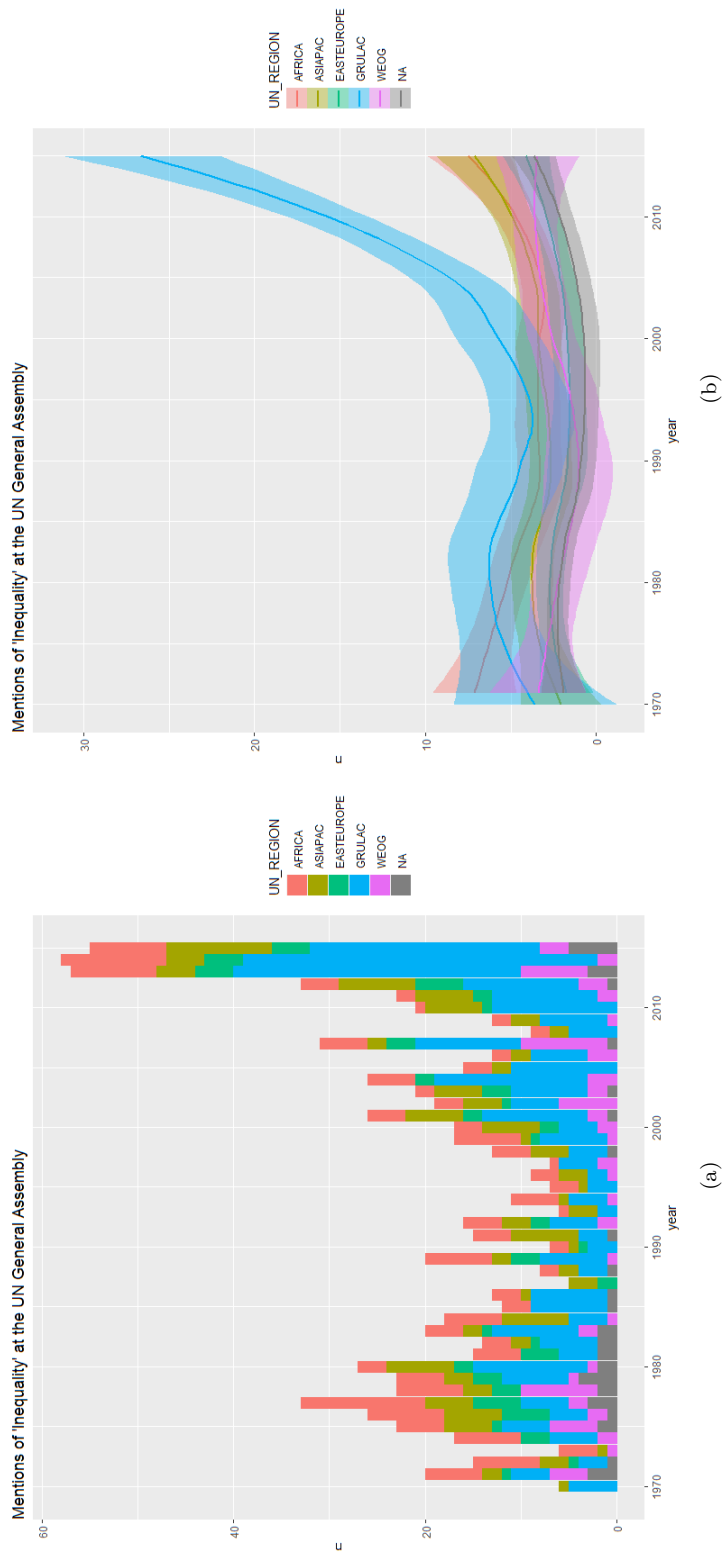 Mentions of 'Inequality' at the UN General Assembly
60
40
20
0
n
1970
1980
1990
2000
2010
year
UN_REGION
AFRICA
ASIAPAC
EASTEUROPE
GRULAC
WEOG
NA
(a)
Mentions of 'Inequality' at the UN General Assembly
30
20
10
0
n
1970
1980
1990
2000
2010
year
UN_REGION
AFRICA
ASIAPAC
EASTEUROPE
GRULAC
WEOG
NA
(b)